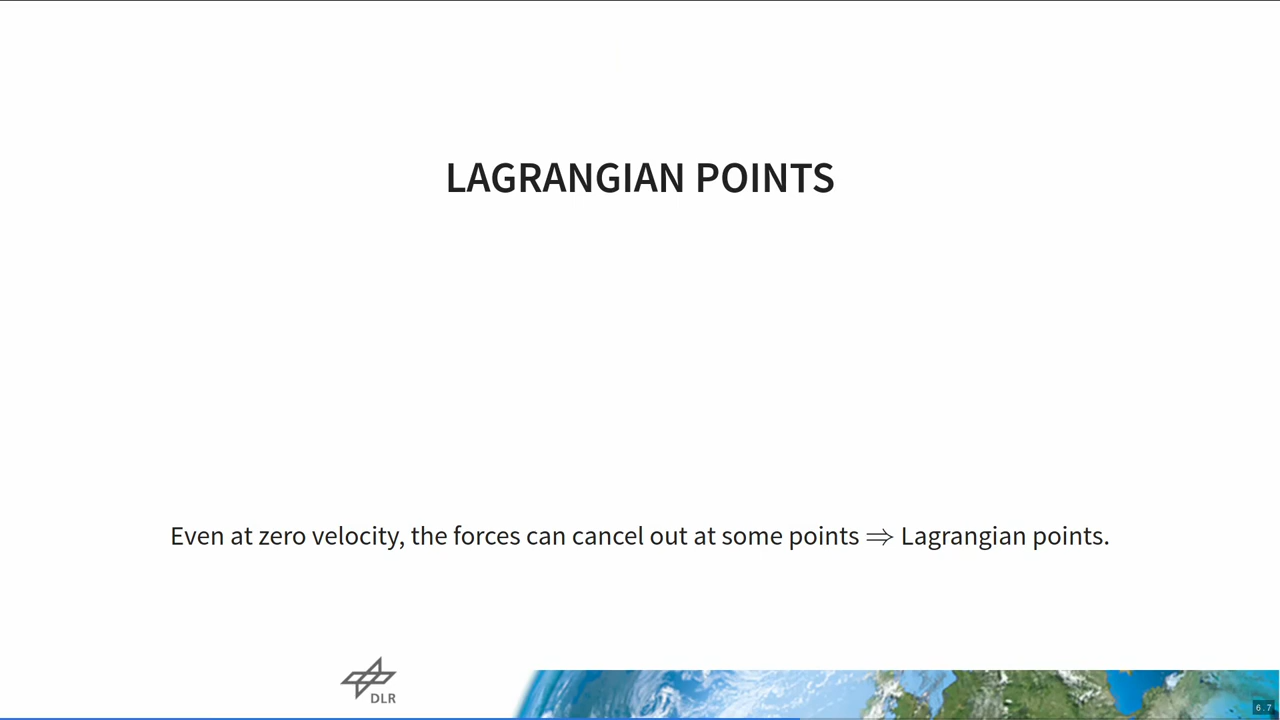 LAGRANGIAN POINTS
Even at zero velocity, the forces can cancel out at some points ⇒ Lagrangian points.
DLR
6.7